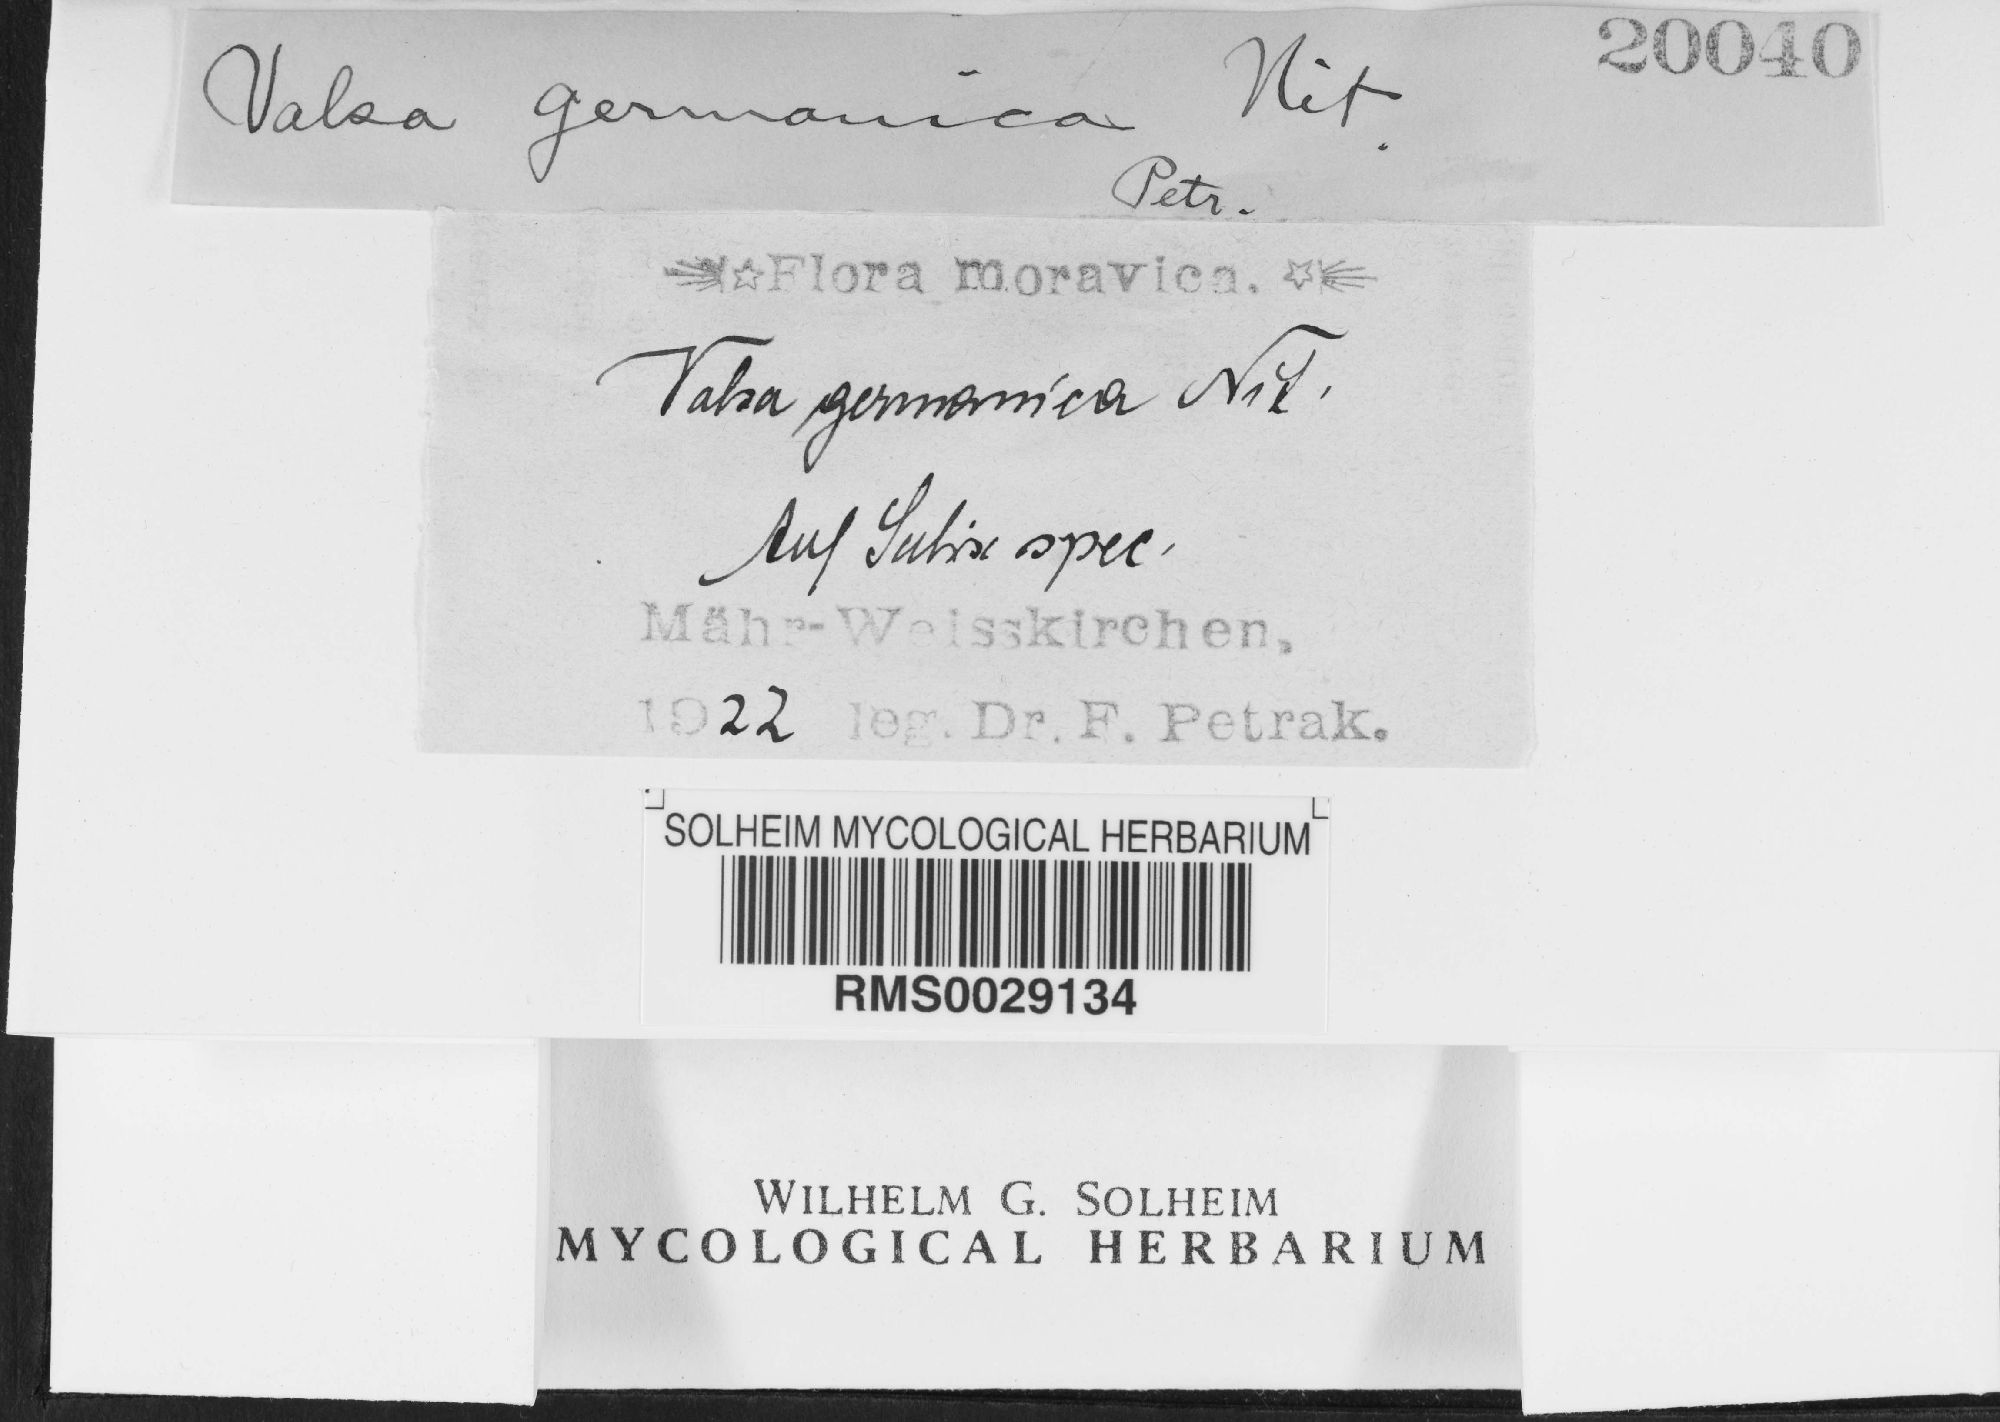 20040
Valsa germanica Nit.
Petr.
Flora moravica.
Valsa germanica Nit.
Auf Salix spec.
Mähr-Weisskirchen,
1922 leg. Dr. F. Petrak.
SOLHEIM MYCOLOGICAL HERBARIUM
RMS0029134
WILHELM G. SOLHEIM
MYCOLOGICAL HERBARIUM